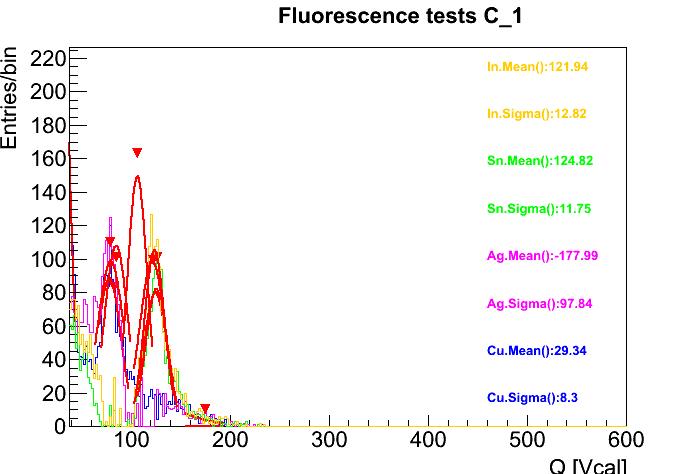 Fluorescence tests C_1
Entries/bin
220
200
180
160
140
120
100
80
60
40
20
0
100
200
300
400
500
600
Q [Vcal]
In.Mean():121.94
In.Sigma():12.82
Sn.Mean():124.82
Sn.Sigma():11.75
Ag.Mean():-177.99
Ag.Sigma():97.84
Cu.Mean():29.34
Cu.Sigma():8.3